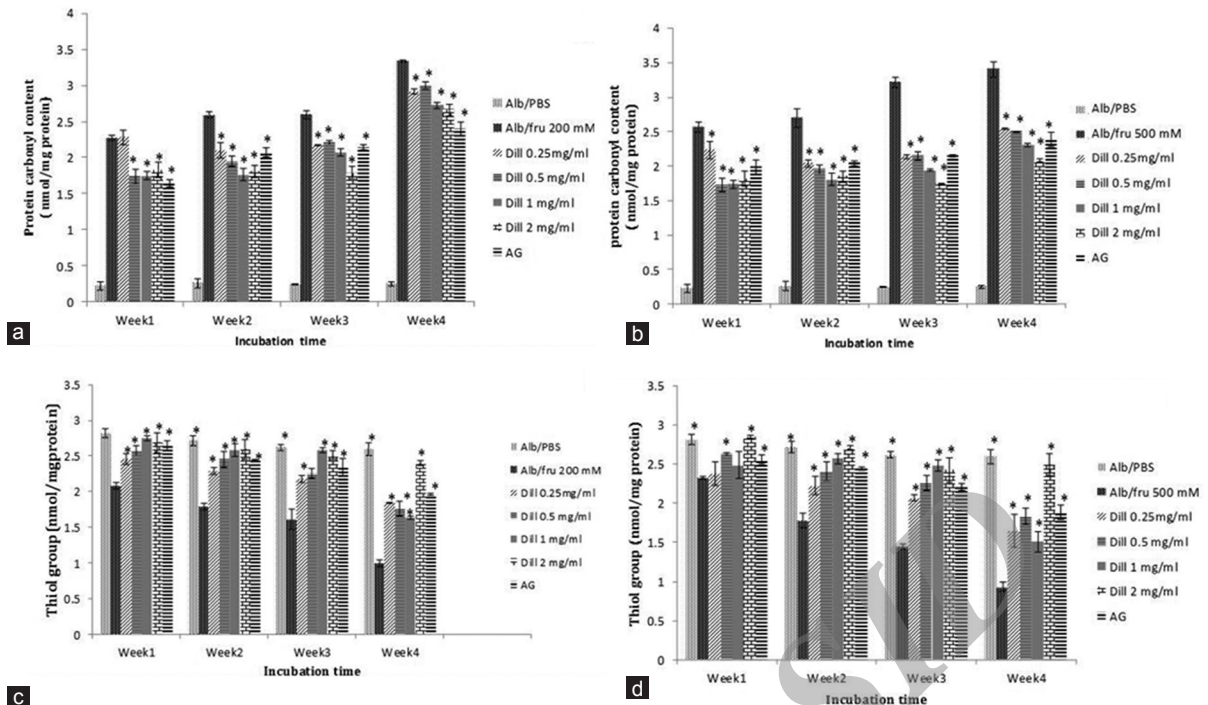 4
3.5
3
2.5
2
1.5
1
0.5
0
Protein carbonyl content
( nmol/mg protein)
* * * * * * * * * * * * * * * * * * * *
Week1 Week2 Week3 Week4
Incubation time
Alb/PBS
Alb/fru 200 mM
Dill 0.25mg/ml
Dill 0.5 mg/ml
Dill 1 mg/ml
Dill 2 mg/ml
AG
a
4
3.5
3
2.5
2
1.5
1
0.5
0
protein carbonyl content
(nmol/mg protein)
Week1 Week2 Week3 Week4
Incubation time
Alb/PBS
Alb/fru 500 mM
Dill 0.25mg/ml
Dill 0.5 mg/ml
Dill 1 mg/ml
Dill 2 mg/ml
AG
b
3.5
3
2.5
2
1.5
1
0.5
0
Thiol group (nmol/mgprotein)
Week1 Week2 Week3 Week4
Incubation time
Alb/PBS
Alb/fru 200 mM
Dill 0.25mg/ml
Dill 0.5 mg/ml
Dill 1 mg/ml
Dill 2 mg/ml
AG
c
3.5
3
2.5
2
1.5
1
0.5
0
Thiol group (nmol/mg protein)
Week1 Week2 Week3 Week4
Incubation time
Alb/PBS
Alb/fru 500 mM
Dill 0.25mg/ml
Dill 0.5 mg/ml
Dill 1 mg/ml
Dill 2 mg/ml
AG
d
SID